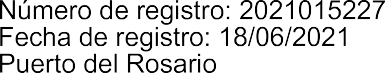 Número de registro: 2021015227
Fecha de registro: 18/06/2021
Puerto del Rosario